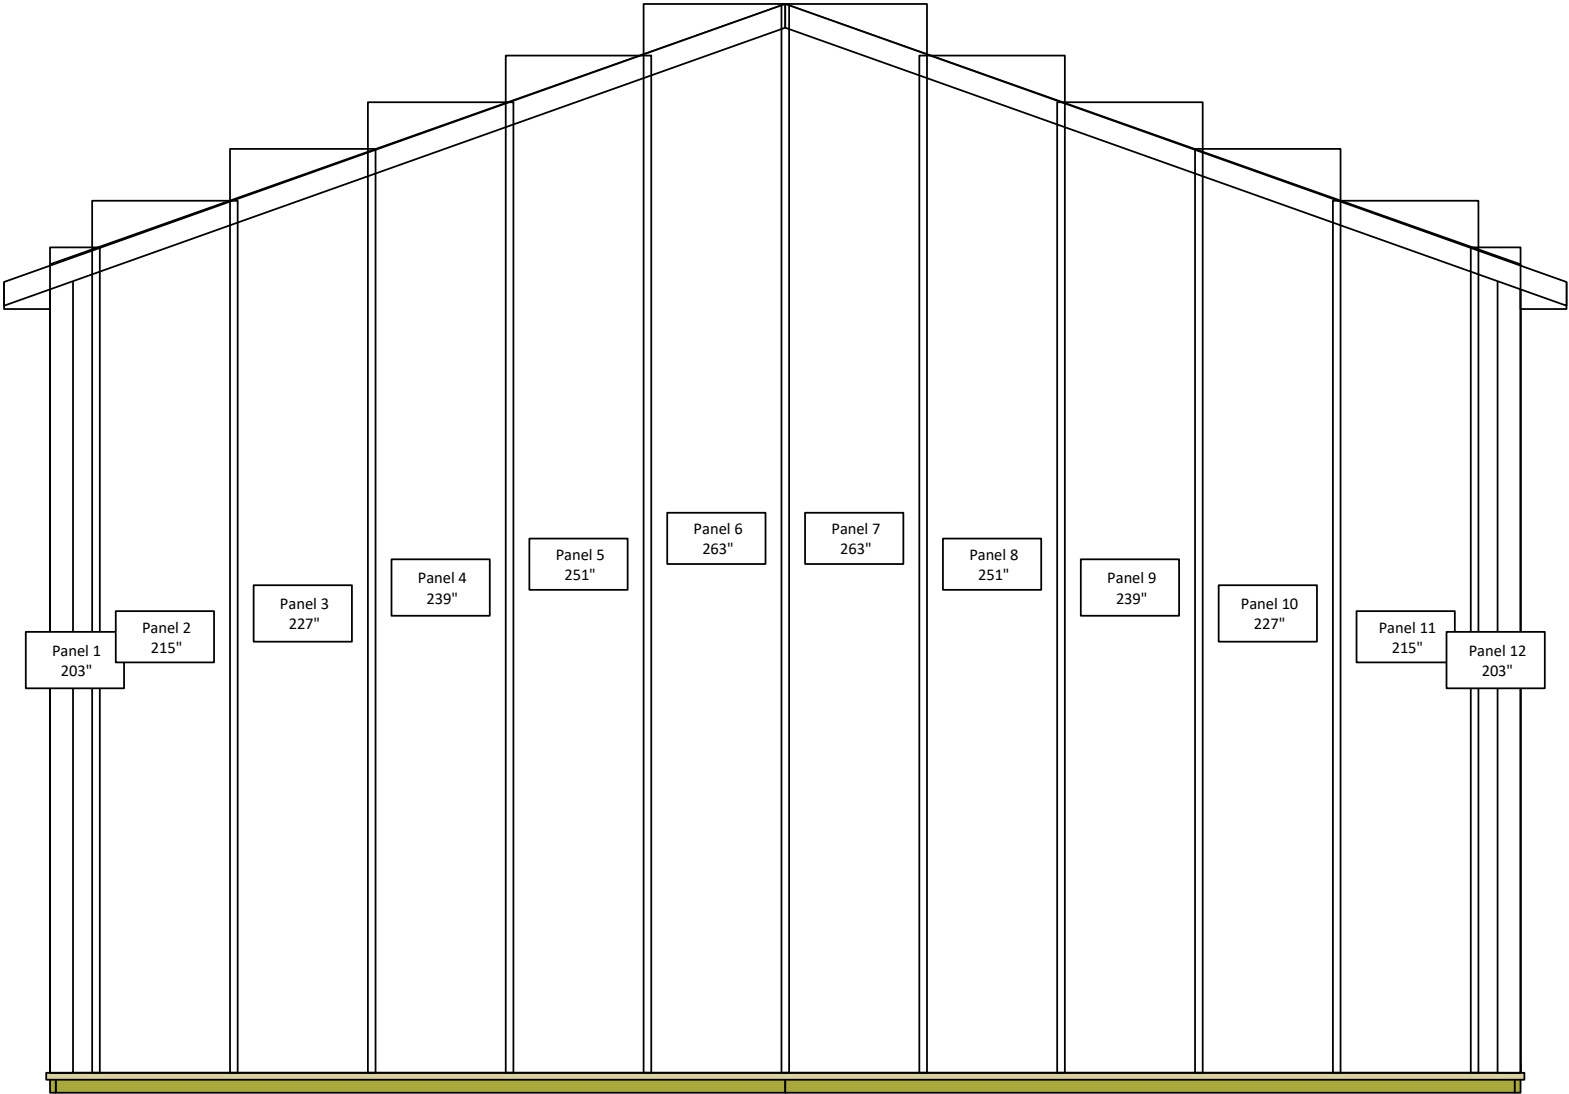 Panel 1
203"
Panel 2
215"
Panel 3
227"
Panel 4
239"
Panel 5
251"
Panel 6
263"
Panel 7
263"
Panel 8
251"
Panel 9
239"
Panel 10
227"
Panel 11
215"
Panel 12
203"